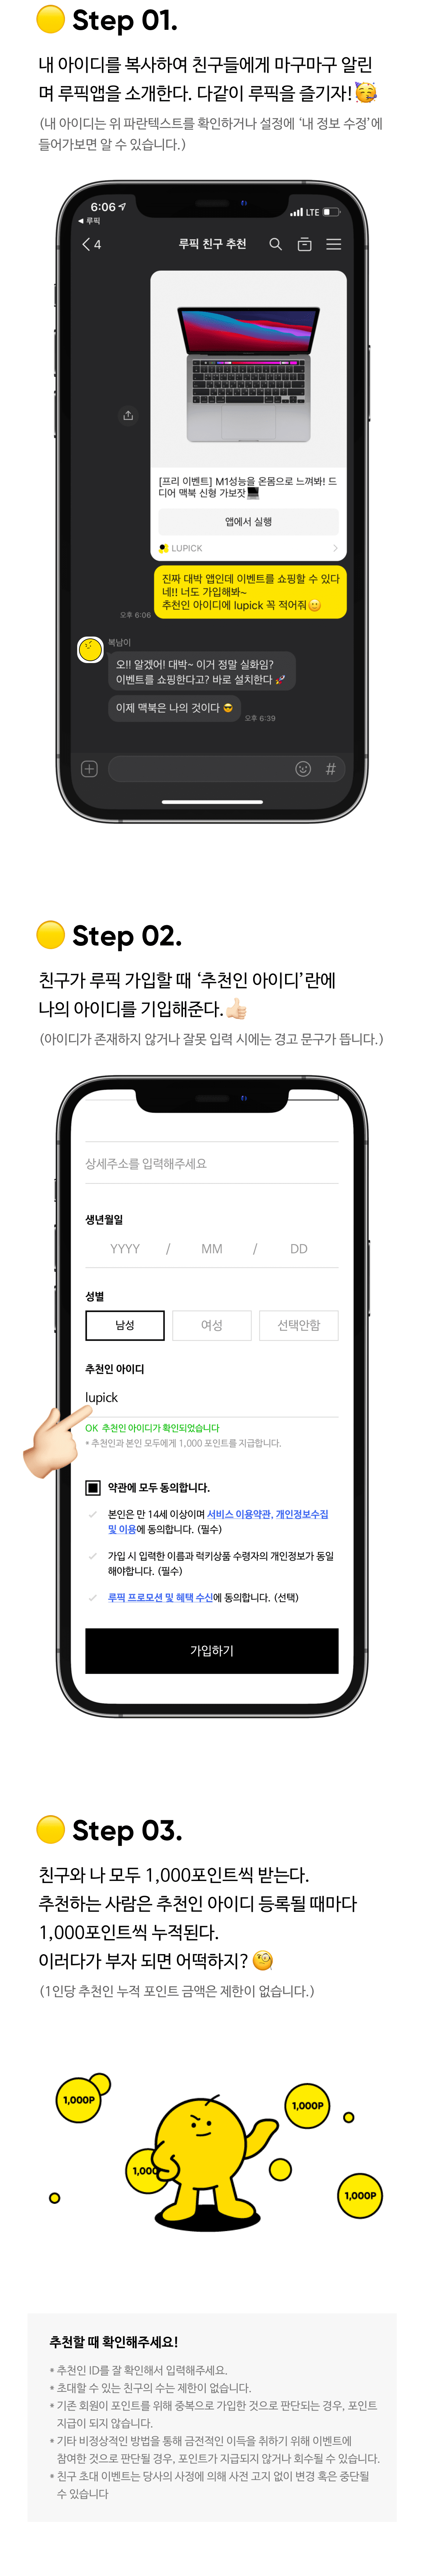 Step 01.
내 아이디를 복사하여 친구들에게 마구마구 알린
며 루픽앱을 소개한다. 다같이 루픽을 즐기자!🥳
(내 아이디는 위 파란텍스트를 확인하거나 설정에 ‘내 정보 수정’에
들어가보면 알 수 있습니다.)
6:06
LTE
◀ 루픽
4
루픽 친구 추천
[프리 이벤트] M1성능을 온몸으로 느껴봐! 드
디어 맥북 신형 가보잣💻
앱에서 실행
LUPICK
진짜 대박 앱인데 이벤트를 쇼핑할 수 있다
네!! 너도 가입해봐~
추천인 아이디에 lupick 꼭 적어줘🙂
오후 6:06
복남이
오!! 알겠어! 대박~ 이거 정말 실화임?
이벤트를 쇼핑한다고? 바로 설치한다 🚀
이제 맥북은 나의 것이다 😎
오후 6:39
#
Step 02.
친구가 루픽 가입할 때 ‘추천인 아이디’란에
나의 아이디를 기입해준다.👍🏻
(아이디가 존재하지 않거나 잘못 입력 시에는 경고 문구가 뜹니다.)
상세주소를 입력해주세요
생년월일
YYYY / MM / DD
성별
남성 여성 선택안함
추천인 아이디
lupick
OK 추천인 아이디가 확인되었습니다
* 추천인과 본인 모두에게 1,000 포인트를 지급합니다.
약관에 모두 동의합니다.
본인은 만 14세 이상이며 서비스 이용약관, 개인정보수집
및 이용에 동의합니다. (필수)
가입 시 입력한 이름과 럭키상품 수령자의 개인정보가 동일
해야합니다. (필수)
루픽 프로모션 및 혜택 수신에 동의합니다. (선택)
가입하기
Step 03.
친구와 나 모두 1,000포인트씩 받는다.
추천하는 사람은 추천인 아이디 등록될 때마다
1,000포인트씩 누적된다.
이러다가 부자 되면 어떡하지?🧐
(1인당 추천인 누적 포인트 금액은 제한이 없습니다.)
1,000P
1,000P
1,000
1,000P
추천할 때 확인해주세요!
* 추천인 ID를 잘 확인해서 입력해주세요.
* 초대할 수 있는 친구의 수는 제한이 없습니다.
* 기존 회원이 포인트를 위해 중복으로 가입한 것으로 판단되는 경우, 포인트
지급이 되지 않습니다.
* 기타 비정상적인 방법을 통해 금전적인 이득을 취하기 위해 이벤트에
참여한 것으로 판단될 경우, 포인트가 지급되지 않거나 회수될 수 있습니다.
* 친구 초대 이벤트는 당사의 사정에 의해 사전 고지 없이 변경 혹은 중단될
수 있습니다